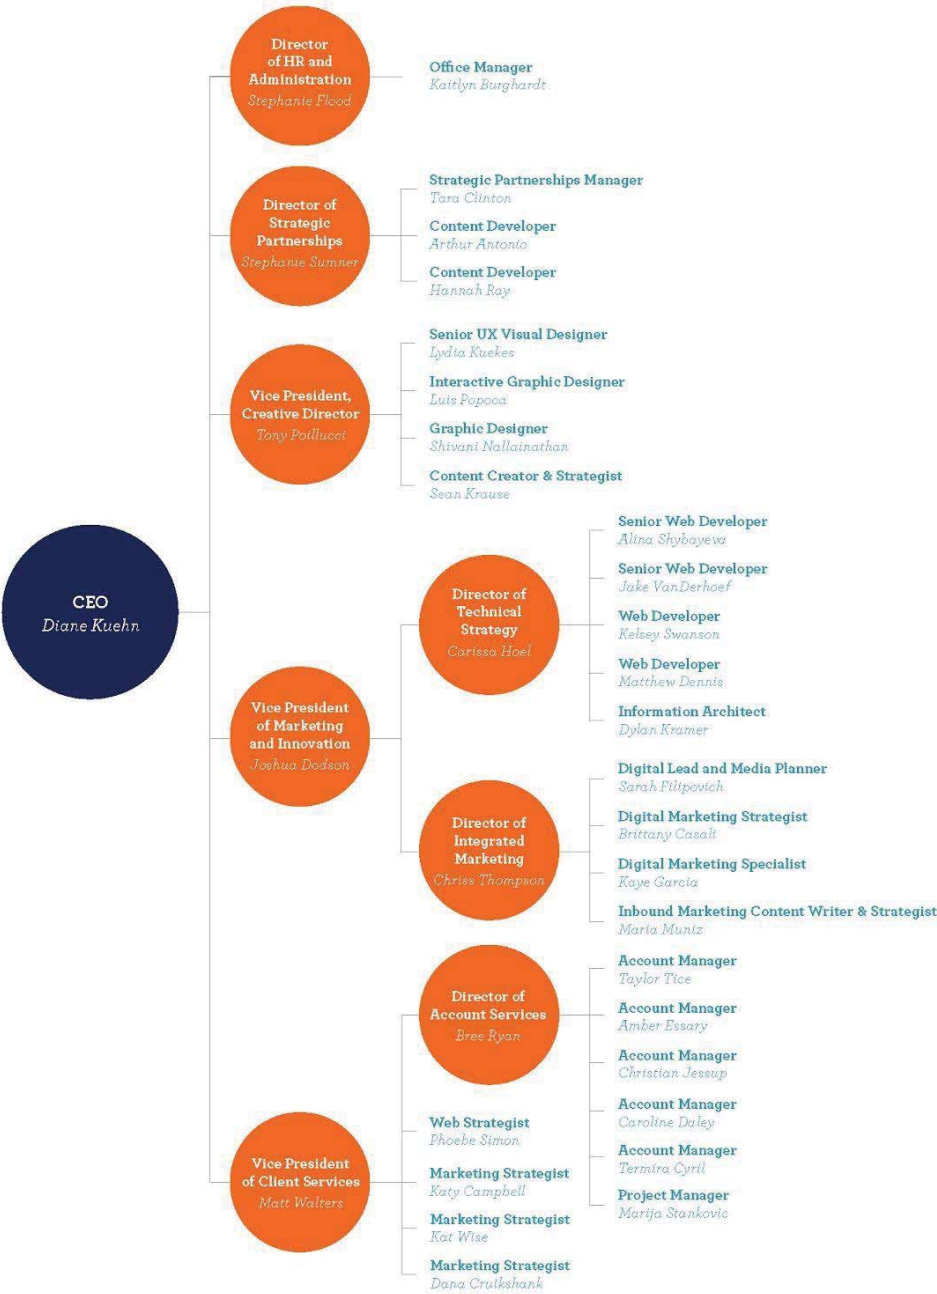 Director
of HR and
Administration
Stephanie Flood
Office Manager
Kaitlyn Burghardt
Director of
Strategic
Partnerships
Stephanie Sumner
Strategic Partnerships Manager
Tara Clinton
Content Developer
Arthur Antonio
Content Developer
Hannah Ray
Vice President,
Creative Director
Tony Poillucci
Senior UX Visual Designer
Lydia Kuekes
Interactive Graphic Designer
Luis Popoca
Graphic Designer
Shivani Nallainathan
Content Creator & Strategist
Sean Krause
CEO
Diane Kuehn
Vice President
of Marketing
and Innovation
Joshua Dodson
Director of
Technical
Strategy
Carissa Hoel
Senior Web Developer
Alina Shybayeva
Senior Web Developer
Jake VanDerhoef
Web Developer
Kelsey Swanson
Web Developer
Matthew Dennis
Information Architect
Dylan Kramer
Director of
Integrated
Marketing
Chriss Thompson
Digital Lead and Media Planner
Sarah Filipovich
Digital Marketing Strategist
Brittany Casalt
Digital Marketing Specialist
Kaye Garcia
Inbound Marketing Content Writer & Strategist
Maria Muniz
Vice President
of Client Services
Matt Walters
Director of
Account Services
Bree Ryan
Account Manager
Taylor Tice
Account Manager
Amber Essary
Account Manager
Christian Jessup
Account Manager
Caroline Daley
Account Manager
Termira Cyril
Project Manager
Marija Stankovic
Web Strategist
Phoebe Simon
Marketing Strategist
Katy Campbell
Marketing Strategist
Kat Wise
Marketing Strategist
Dana Cruikshank